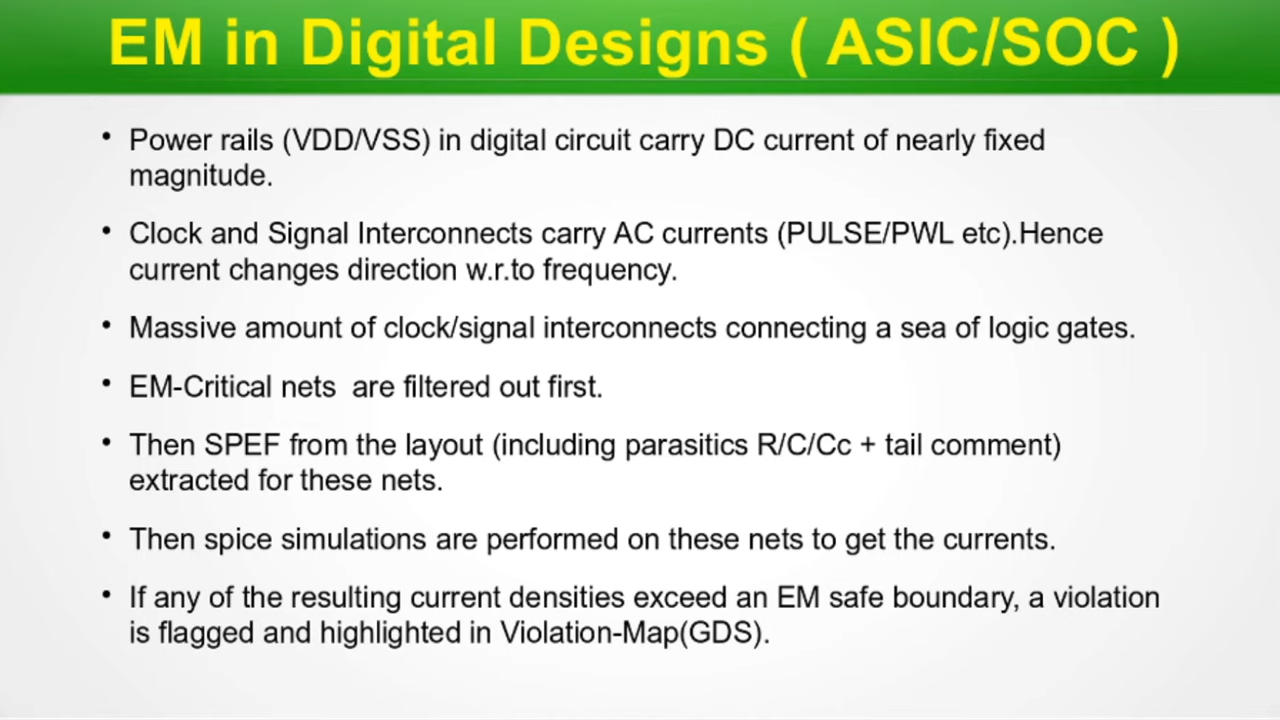 EM in Digital Designs ( ASIC/SOC )
• Power rails (VDD/VSS) in digital circuit carry DC current of nearly fixed
magnitude.
• Clock and Signal Interconnects carry AC currents (PULSE/PWL etc).Hence
current changes direction w.r.to frequency.
• Massive amount of clock/signal interconnects connecting a sea of logic gates.
• EM-Critical nets  are filtered out first.
• Then SPEF from the layout (including parasitics R/C/Cc + tail comment)
extracted for these nets.
• Then spice simulations are performed on these nets to get the currents.
• If any of the resulting current densities exceed an EM safe boundary, a violation
is flagged and highlighted in Violation-Map(GDS).